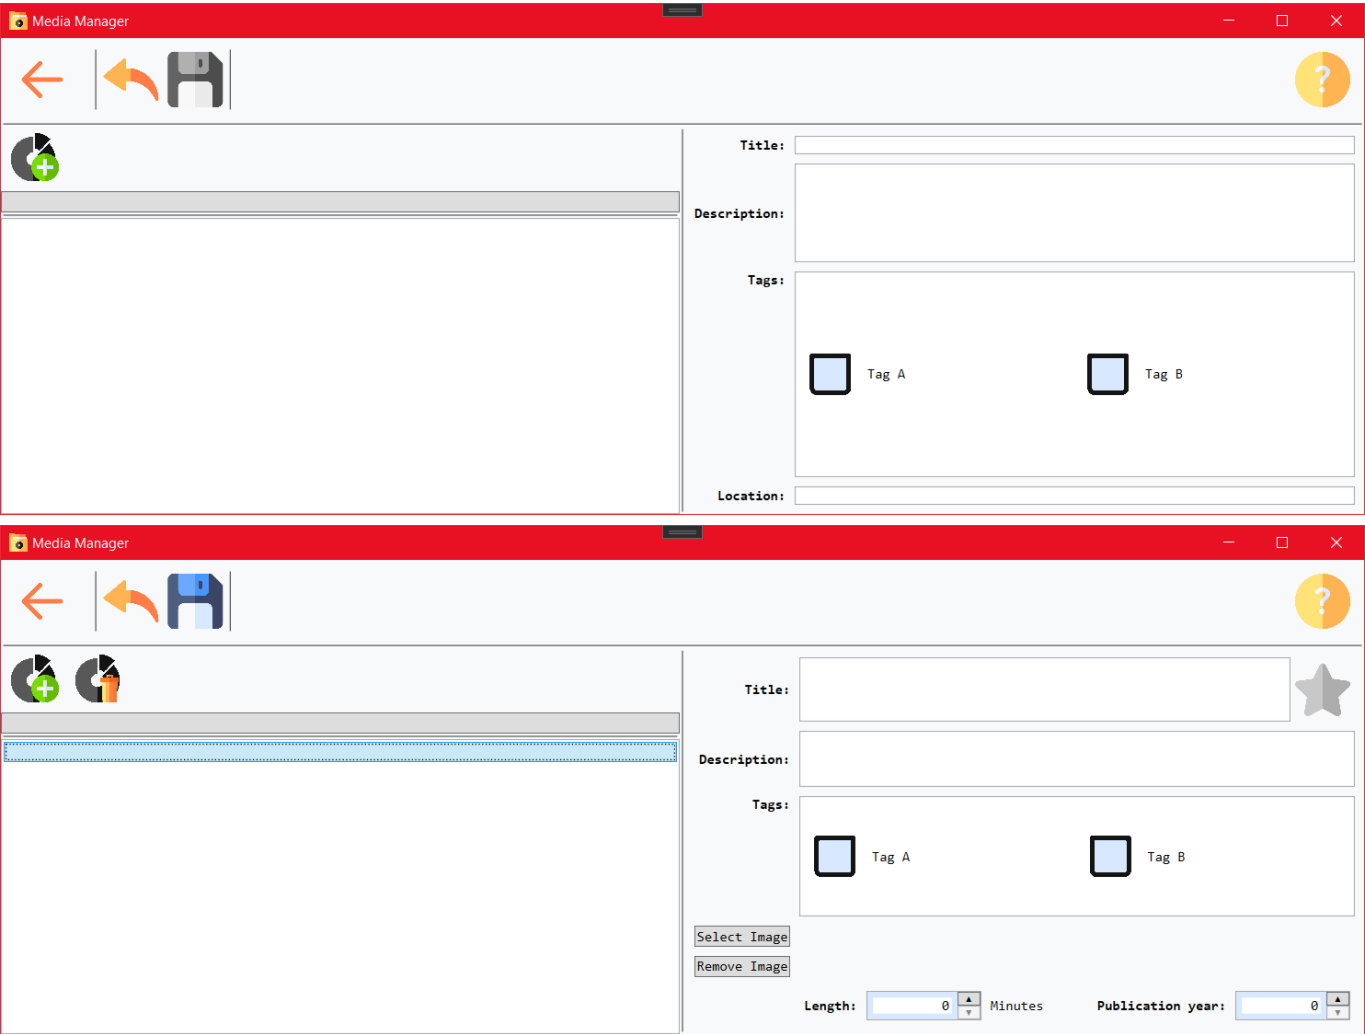 Media Manager
?
Title:
Description:
Tags:
Tag A Tag B
Location:
Media Manager
?
Title:
Description:
Tags:
Tag A Tag B
Select Image
Remove Image
Length: 0 Minutes Publication year: 0